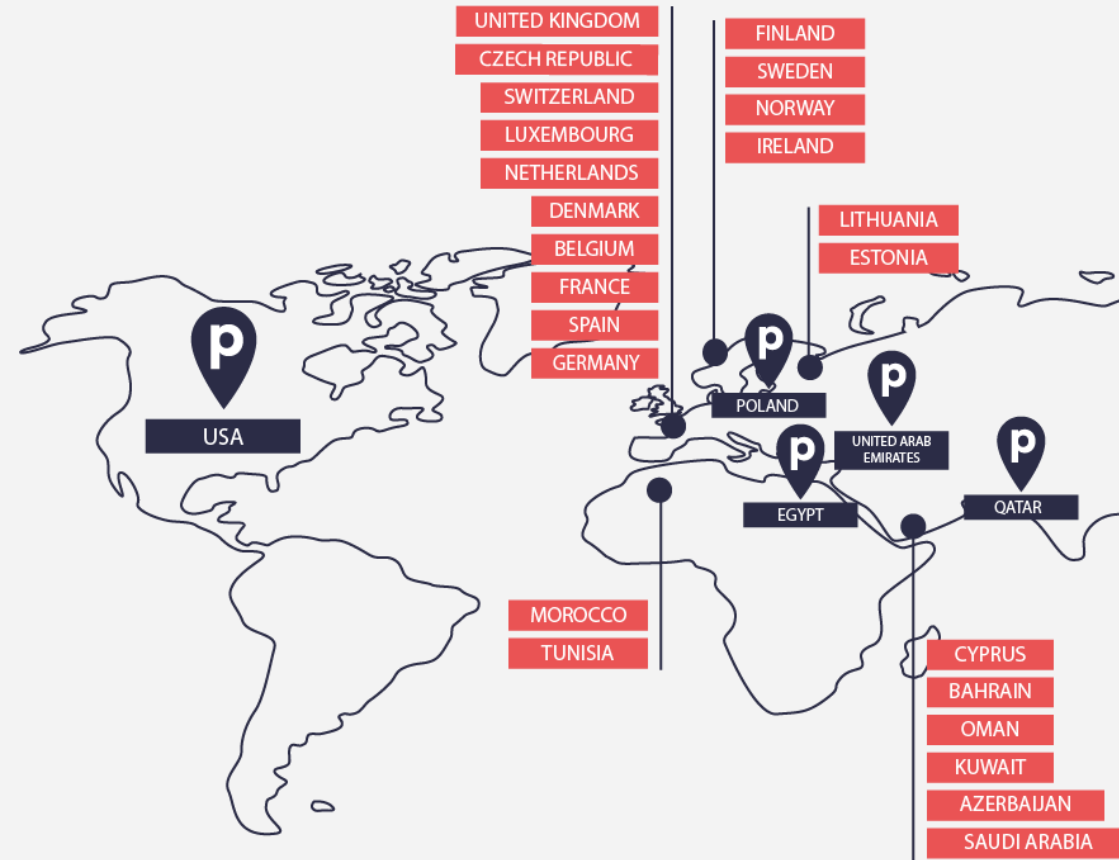 UNITED KINGDOM
CZECH REPUBLIC
SWITZERLAND
LUXEMBOURG
NETHERLANDS
DENMARK
BELGIUM
FRANCE
SPAIN
GERMANY
FINLAND
SWEDEN
NORWAY
IRELAND
LITHUANIA
ESTONIA
p
USA
p
POLAND
p
UNITED ARAB
EMIRATES
p
EGYPT
p
QATAR
MOROCCO
TUNISIA
CYPRUS
BAHRAIN
OMAN
KUWAIT
AZERBAIJAN
SAUDI ARABIA